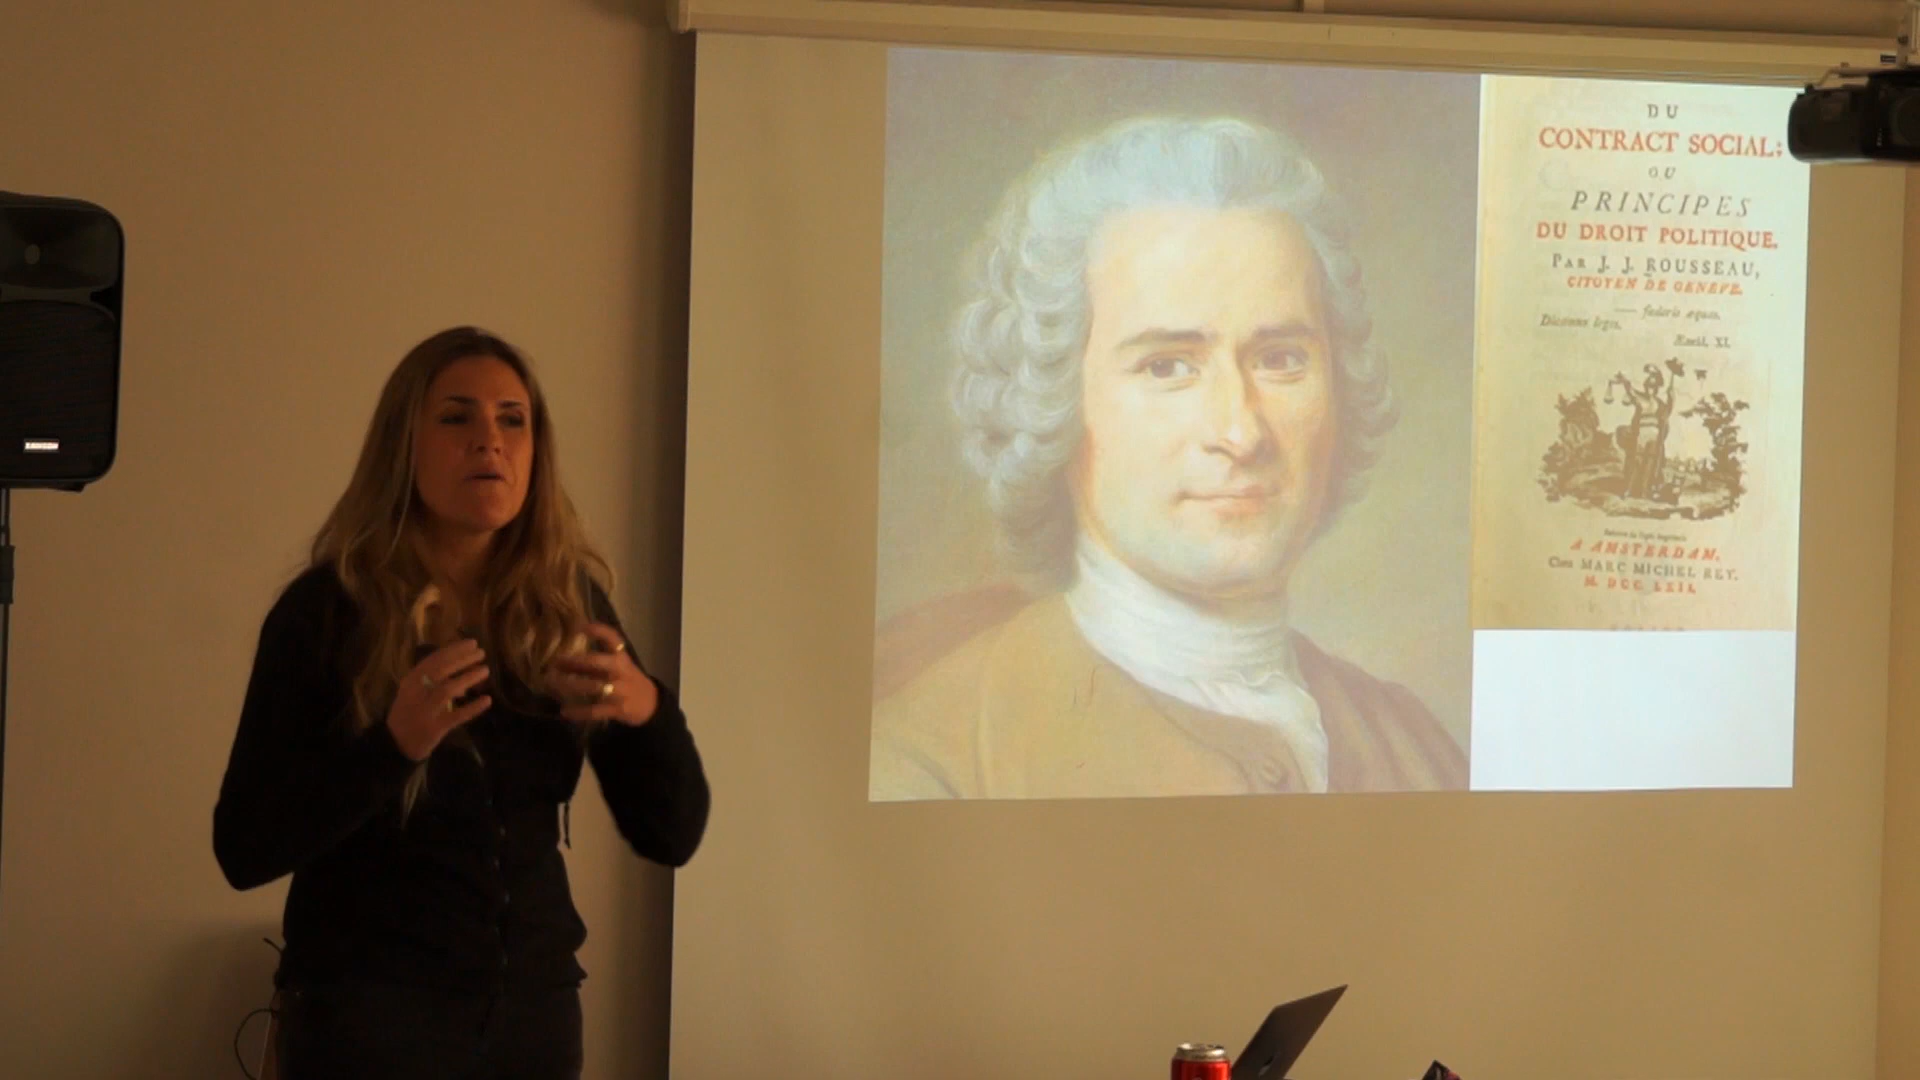 SAMSON
DU
CONTRACT SOCIAL;
OU
PRINCIPES
DU DROIT POLITIQUE.
PAR J. J. ROUSSEAU,
CITOYEN DE GENEVE.
— fœderis æquas.
Dicamus leges.
Æneid. XI.
A AMSTERDAM,
Chez MARC MICHEL REY.
M. DCC. LXII.